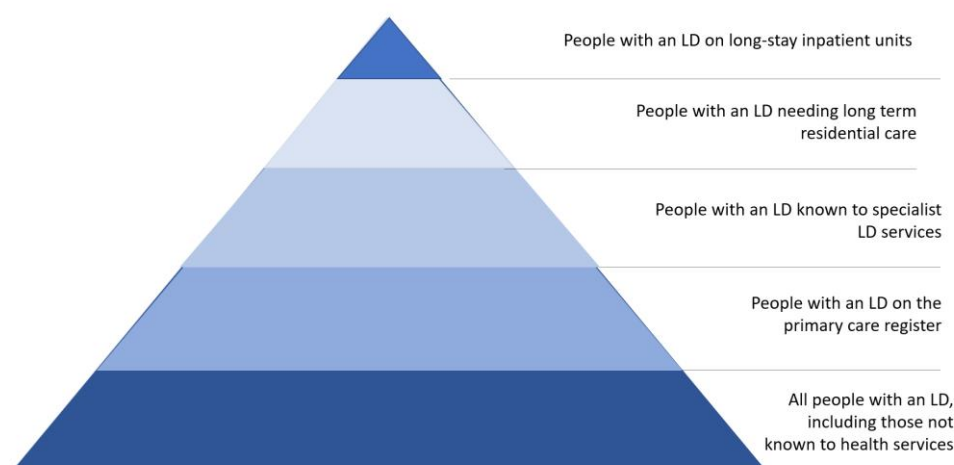 People with an LD on long-stay inpatient units
People with an LD needing long term
residential care
People with an LD known to specialist
LD services
People with an LD on the
primary care register
All people with an LD,
including those not
known to health services